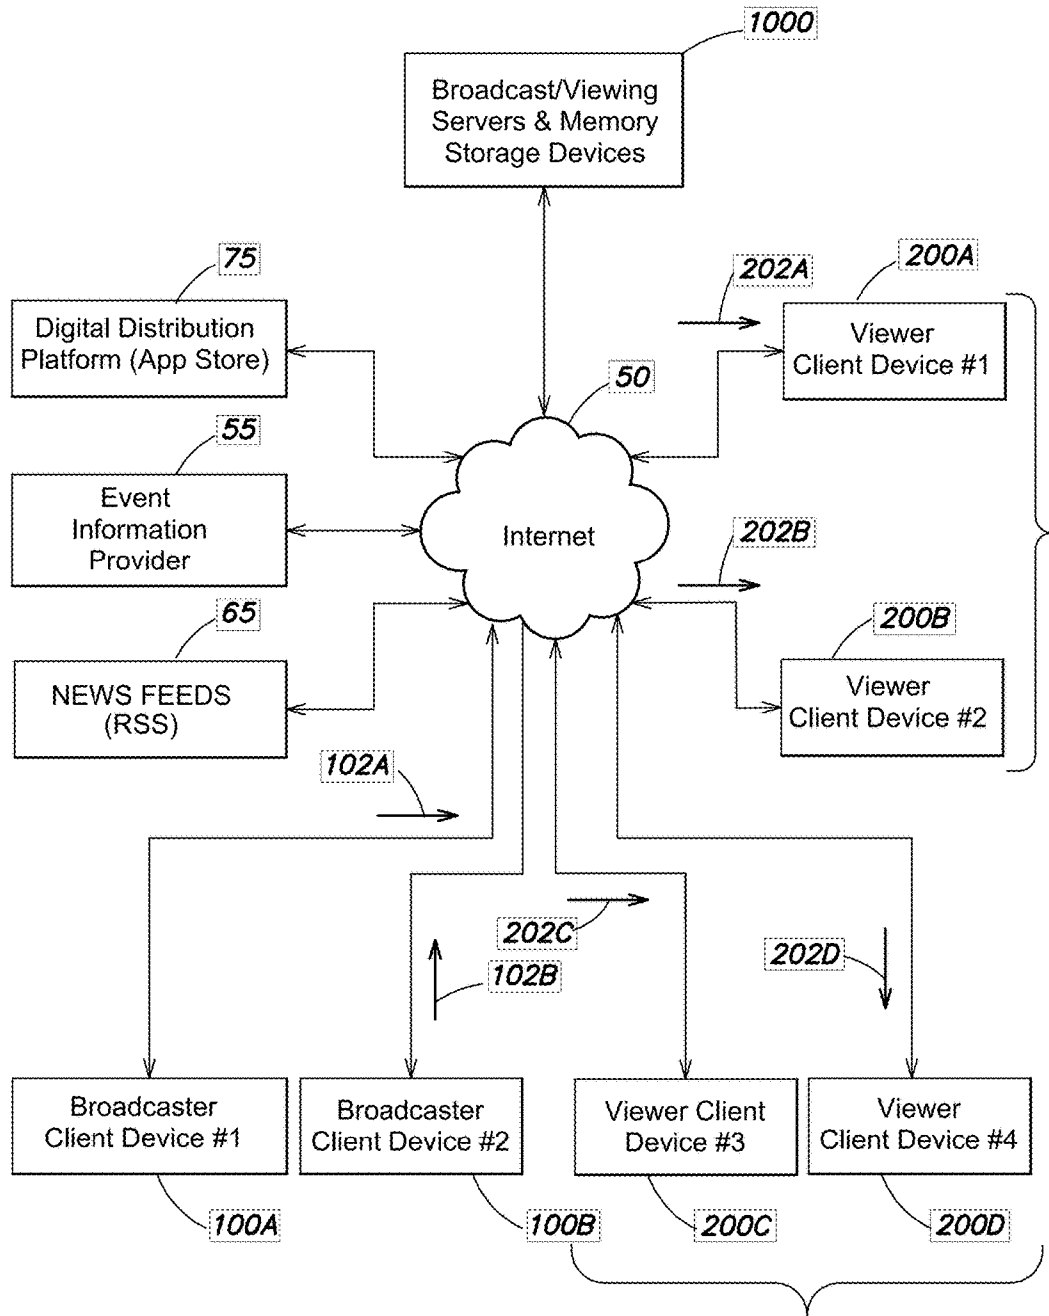 1000
Broadcast/Viewing
Servers & Memory
Storage Devices
75
Digital Distribution
Platform (App Store)
202A
200A
Viewer
Client Device #1
50
55
Event
Information
Provider
Internet
202B
65
NEWS FEEDS
(RSS)
200B
Viewer
Client Device #2
102A
202C
102B
202D
Broadcaster
Client Device #1
Broadcaster
Client Device #2
Viewer Client
Device #3
Viewer
Client Device #4
100A
100B
200C
200D